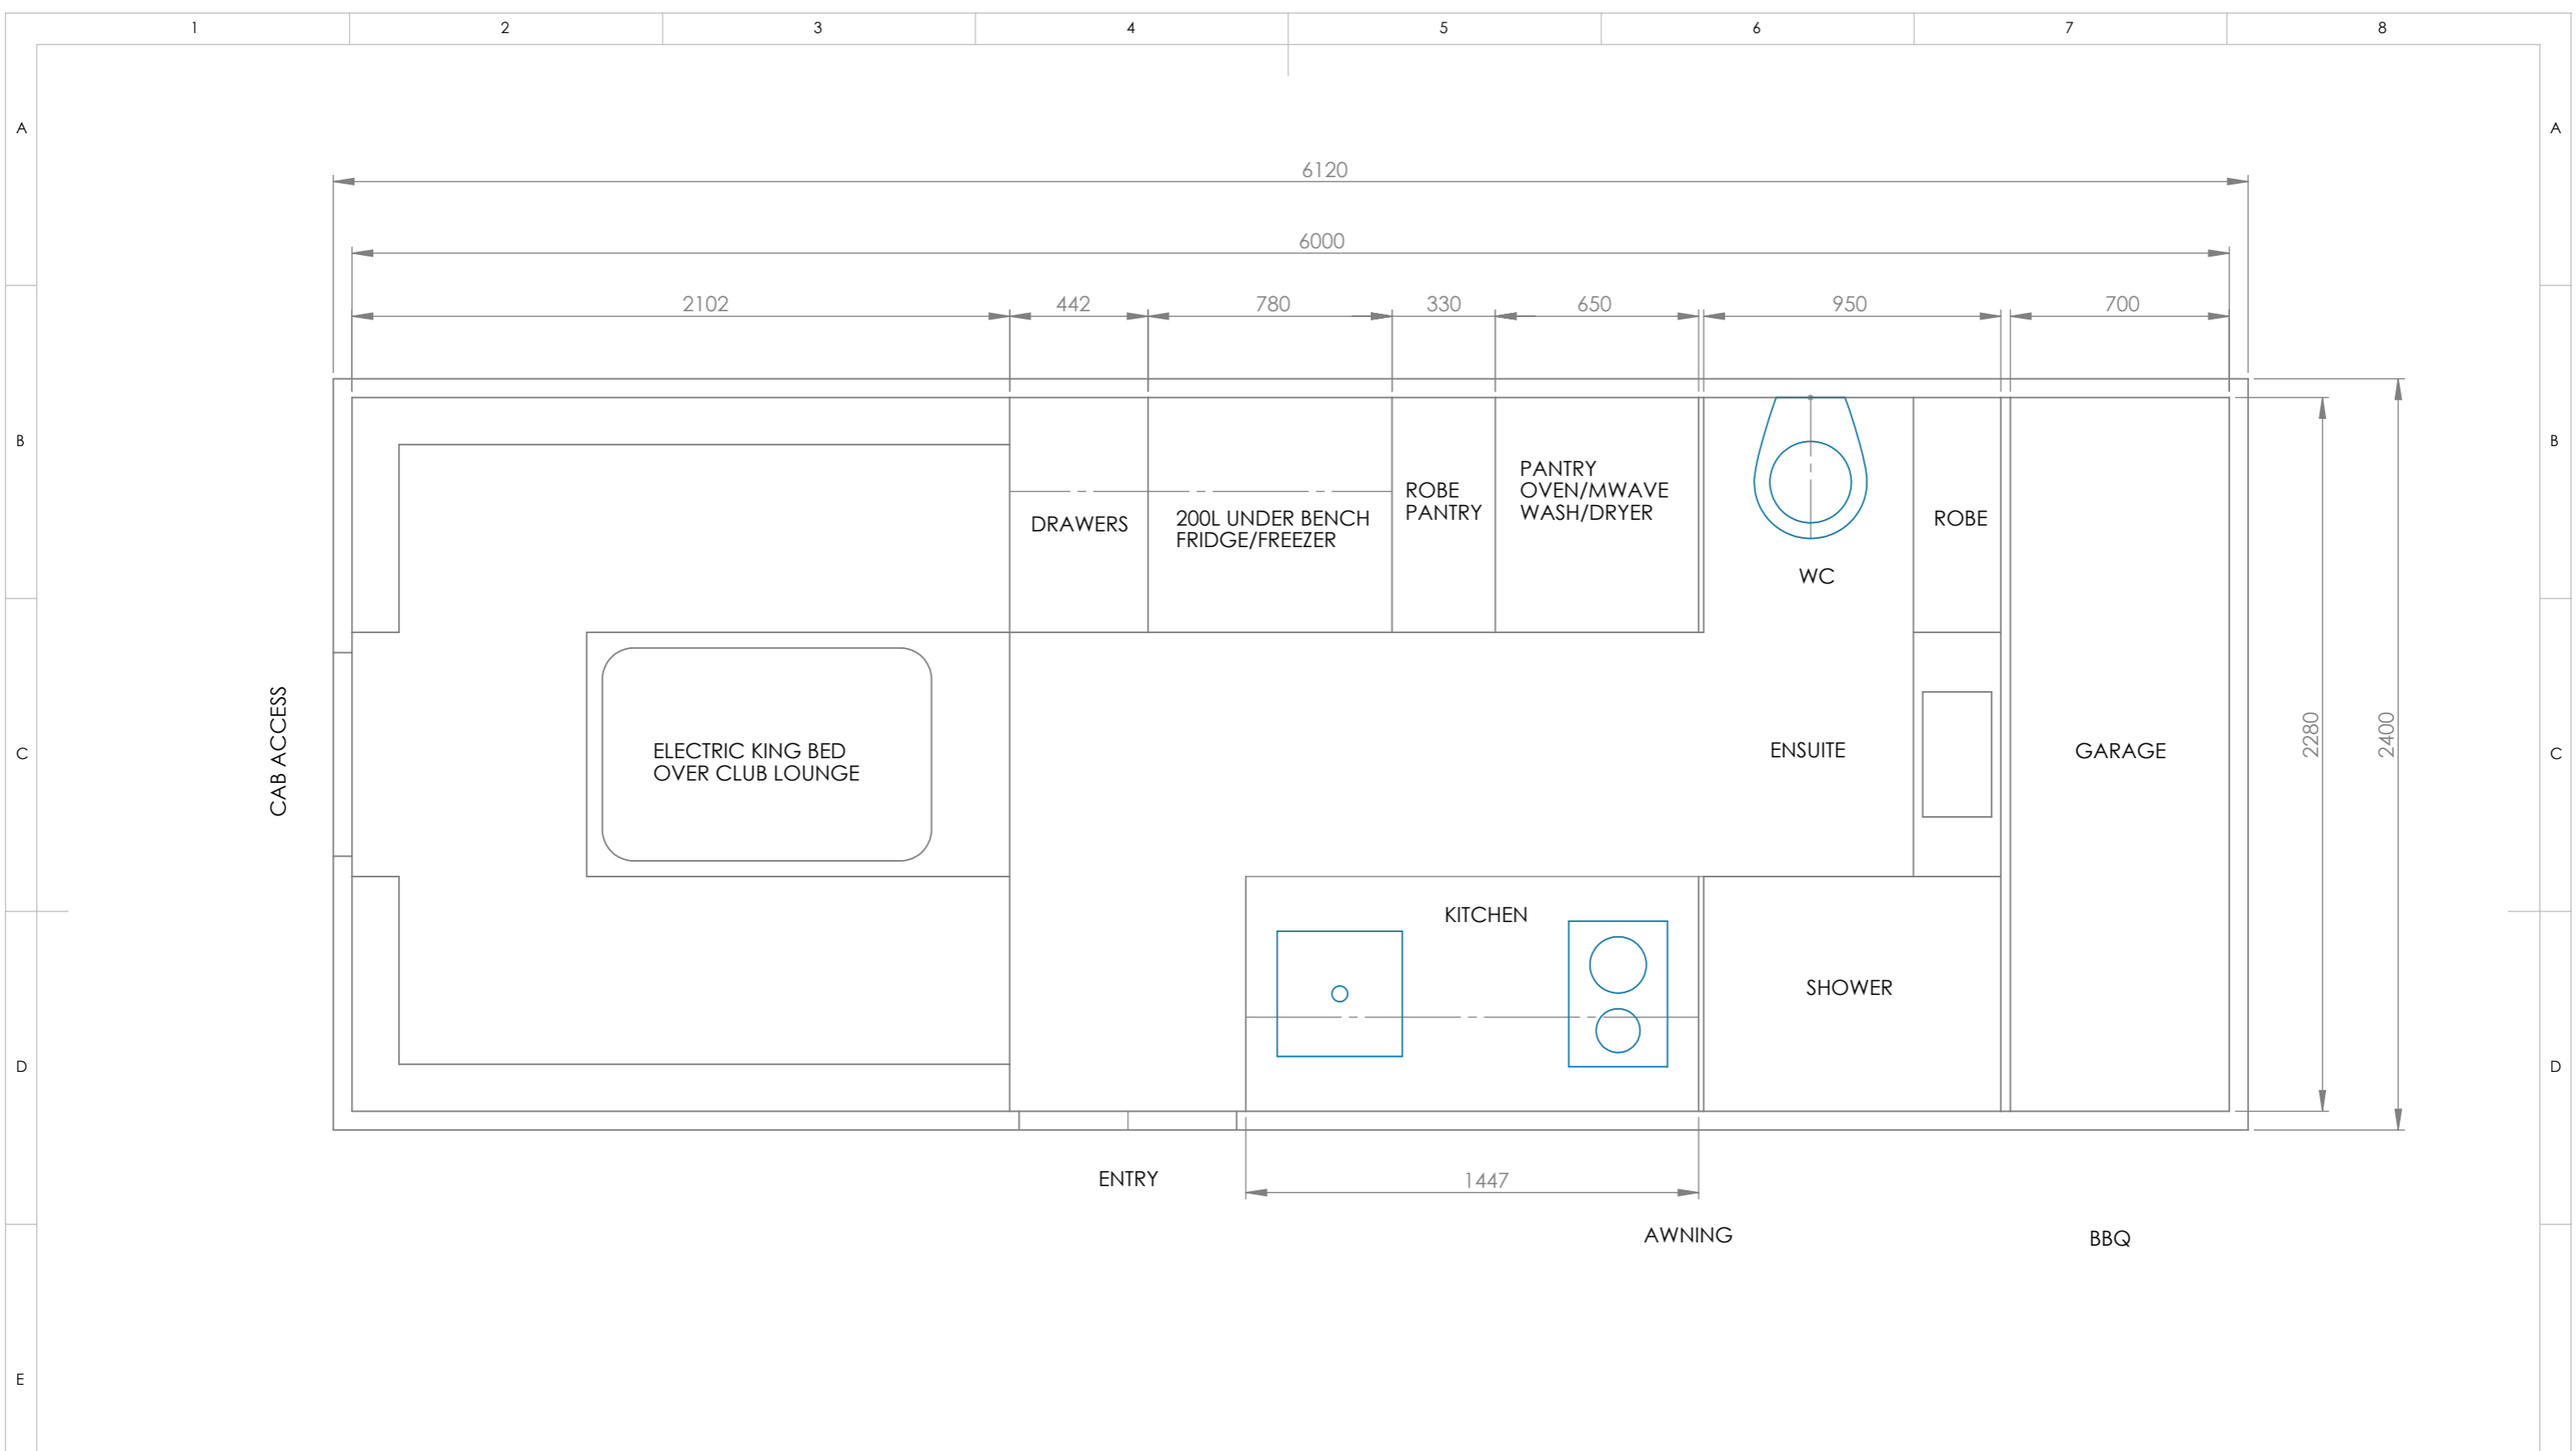 1 2 3 4 5 6 7 8
A A
6120
6000
2102 442 780 330 650 950 700
B B
PANTRY
OVEN/MWAVE
WASH/DRYER
ROBE
PANTRY
DRAWERS
200L UNDER BENCH
FRIDGE/FREEZER
ROBE
WC
CAB ACCESS
ELECTRIC KING BED
OVER CLUB LOUNGE
ENSUITE
GARAGE
2280
2400
C C
KITCHEN
SHOWER
D D
ENTRY
1447
AWNING
BBQ
E